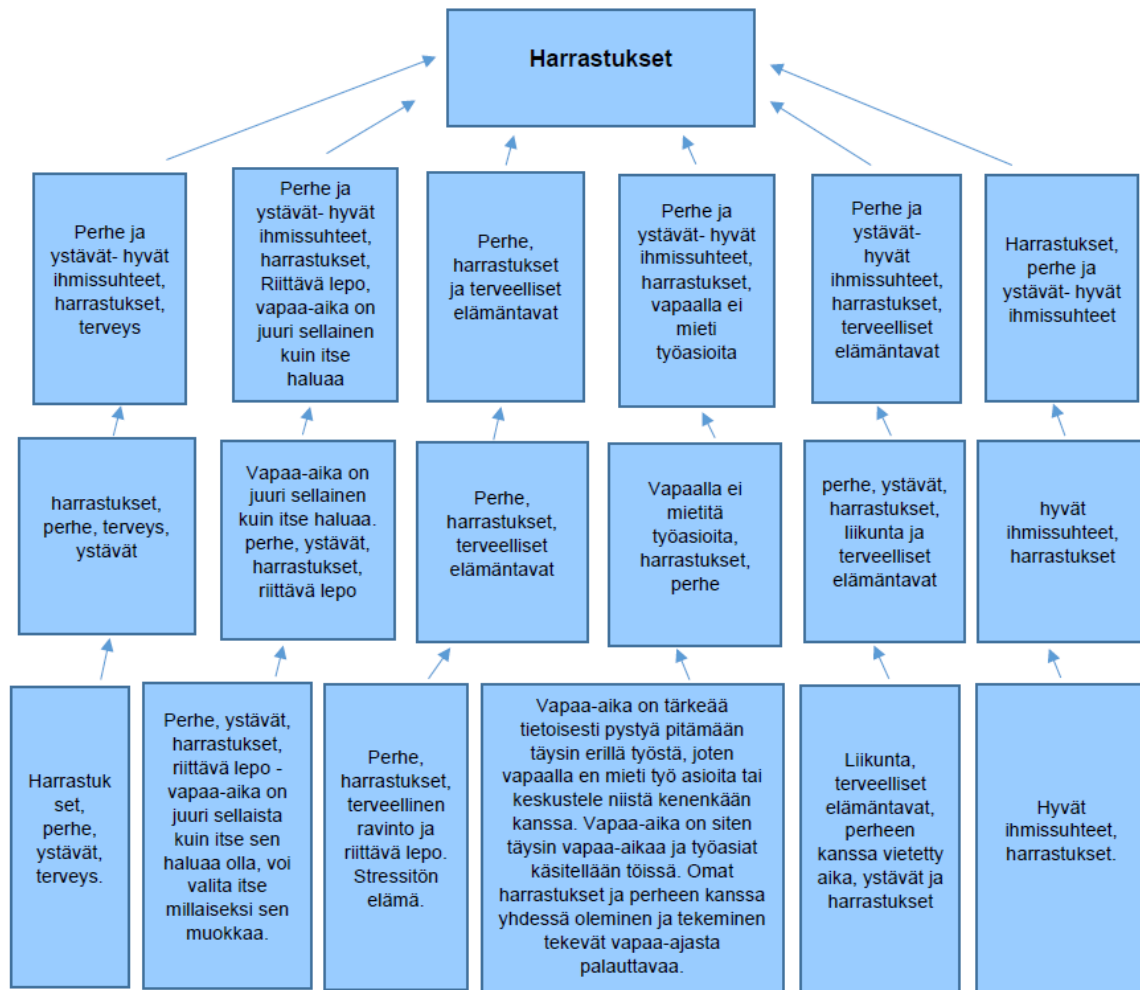 Harrastukset
Perhe ja
ystävät- hyvät
ihmissuhteet,
harrastukset,
terveys
Perhe ja
ystävät- hyvät
ihmissuhteet,
harrastukset,
Riittävä lepo,
vapaa-aika on
juuri sellainen
kuin itse
haluaa
Perhe,
harrastukset
ja terveelliset
elämäntavat
Perhe ja
ystävät- hyvät
ihmissuhteet,
harrastukset,
vapaalla ei
mieti
työasioita
Perhe ja
ystävät-
hyvät
ihmissuhteet,
harrastukset,
terveelliset
elämäntavat
Harrastukset,
perhe ja
ystävät- hyvät
ihmissuhteet
harrastukset,
perhe, terveys,
ystävät
Vapaa-aika on
juuri sellainen
kuin itse haluaa.
perhe, ystävät,
harrastukset,
riittävä lepo
Perhe,
harrastukset,
terveelliset
elämäntavat
Vapaalla ei
mietitä
työasioita,
harrastukset,
perhe
perhe, ystävät,
harrastukset,
liikunta ja
terveelliset
elämäntavat
hyvät
ihmissuhteet,
harrastukset
Harrastuk
set,
perhe,
ystävät,
terveys.
Perhe, ystävät,
harrastukset,
riittävä lepo -
vapaa-aika on
juuri sellaista
kuin itse sen
haluaa olla, voi
valita itse
millaiseksi sen
muokkaa.
Perhe,
harrastukset,
terveellinen
ravinto ja
riittävä lepo.
Stressitön
elämä.
Vapaa-aika on tärkeää
tietoisesti pystyä pitämään
täysin erillä työstä, joten
vapaalla en mieti työ asioita tai
keskustele niistä kenenkään
kanssa. Vapaa-aika on siten
täysin vapaa-aikaa ja työasiat
käsitellään töissä. Omat
harrastukset ja perheen kanssa
yhdessä oleminen ja tekeminen
tekevät vapaa-ajasta
palauttavaa.
Liikunta,
terveelliset
elämäntavat,
perheen
kanssa vietetty
aika, ystävät ja
harrastukset
Hyvät
ihmissuhteet,
harrastukset.